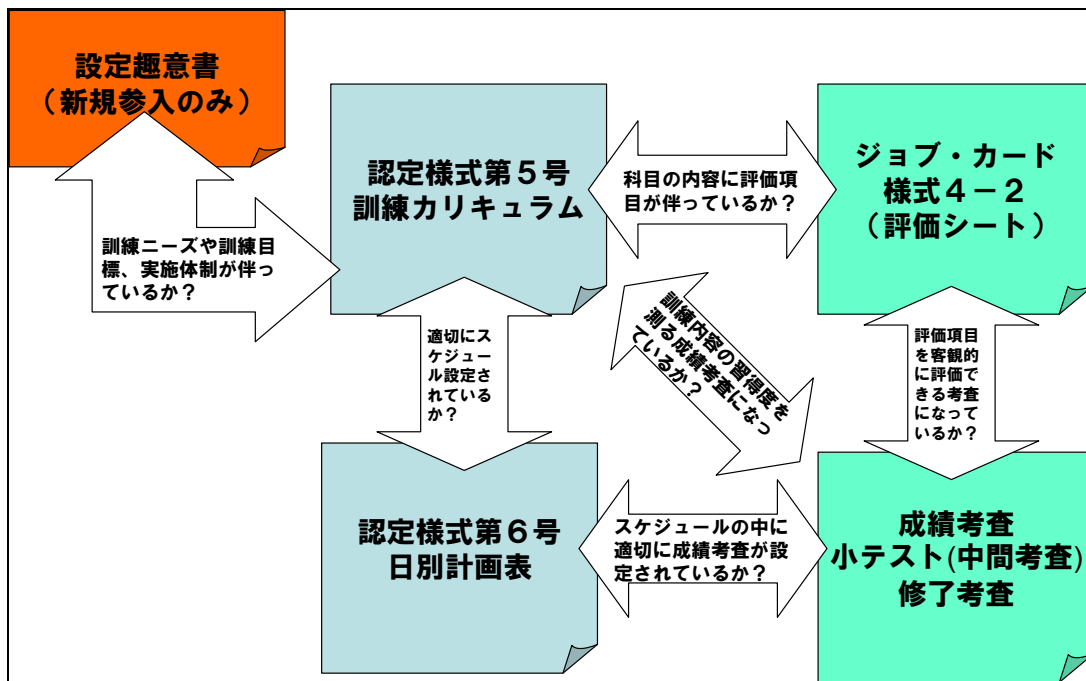 設定趣意書
（新規参入のみ）
訓練ニーズや訓練目
標、実施体制が伴っ
ているか？
認定様式第５号
訓練カリキュラム
科目の内容に評価項
目が伴っているか？
ジョブ・カード
様式４－２
（評価シート）
適切にス
ケジュー
ル設定さ
れている
か？
訓練内容の習得度を
測る成績考査になっ
ているか？
評価項目
を客観的
に評価で
きる考査
になって
いるか？
認定様式第６号
日別計画表
スケジュールの中に
適切に成績考査が設
定されているか？
成績考査
小テスト(中間考査)
修了考査